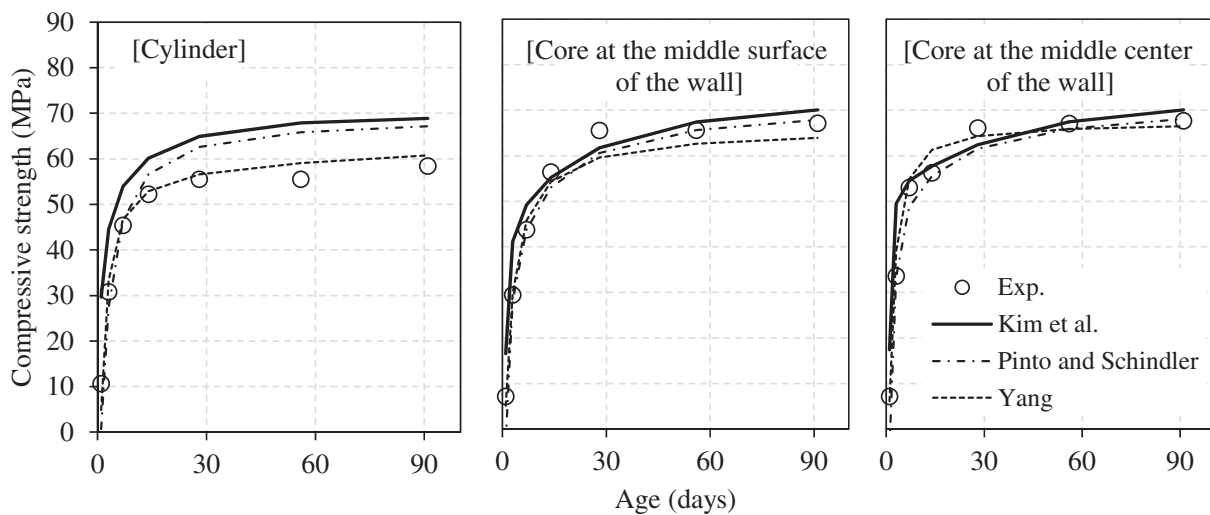 90
80
70
60
50
40
30
20
10
0
Compressive strength (MPa)
[Cylinder]
0 30 60 90
[Core at the middle surface
of the wall]
0 30 60 90
[Core at the middle center
of the wall]
Exp.
Kim et al.
Pinto and Schindler
Yang
0 30 60 90
Age (days)